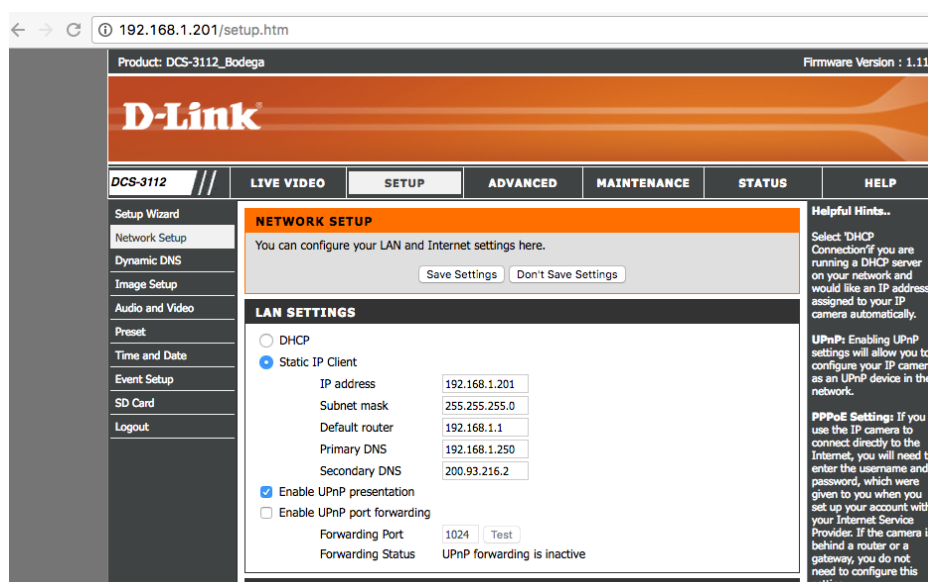 192.168.1.201/setup.htm
Product: DCS-3112_Bodega
Firmware Version : 1.11
D-Link
DCS-3112
LIVE VIDEO
SETUP
ADVANCED
MAINTENANCE
STATUS
HELP
Setup Wizard
Network Setup
Dynamic DNS
Image Setup
Audio and Video
Preset
Time and Date
Event Setup
SD Card
Logout
NETWORK SETUP
You can configure your LAN and Internet settings here.
Save Settings
Don't Save Settings
LAN SETTINGS
DHCP
Static IP Client
IP address 192.168.1.201
Subnet mask 255.255.255.0
Default router 192.168.1.1
Primary DNS 192.168.1.250
Secondary DNS 200.93.216.2
Enable UPnP presentation
Enable UPnP port forwarding
Forwarding Port 1024 Test
Forwarding Status UPnP forwarding is inactive
Helpful Hints..
Select 'DHCP
Connection'if you are
running a DHCP server
on your network and
would like an IP address
assigned to your IP
camera automatically.
UPnP: Enabling UPnP
settings will allow you to
configure your IP camer
as an UPnP device in the
network.
PPPoE Setting: If you
use the IP camera to
connect directly to the
Internet, you will need t
enter the username and
password, which were
given to you when you
set up your account with
your Internet Service
Provider. If the camera i
behind a router or a
gateway, you do not
need to configure this